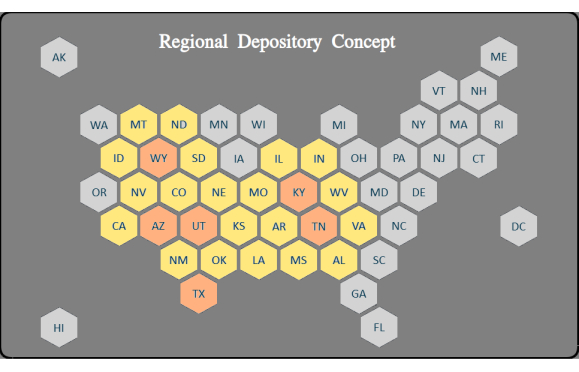 Regional Depository Concept
AK
ME
VT NH
WA MT ND MN WI MI NY MA RI
ID WY SD IA IL IN OH PA NJ CT
OR NV CO NE MO KY WV MD DE
CA AZ UT KS AR TN VA NC DC
NM OK LA MS AL SC
TX GA
HI FL